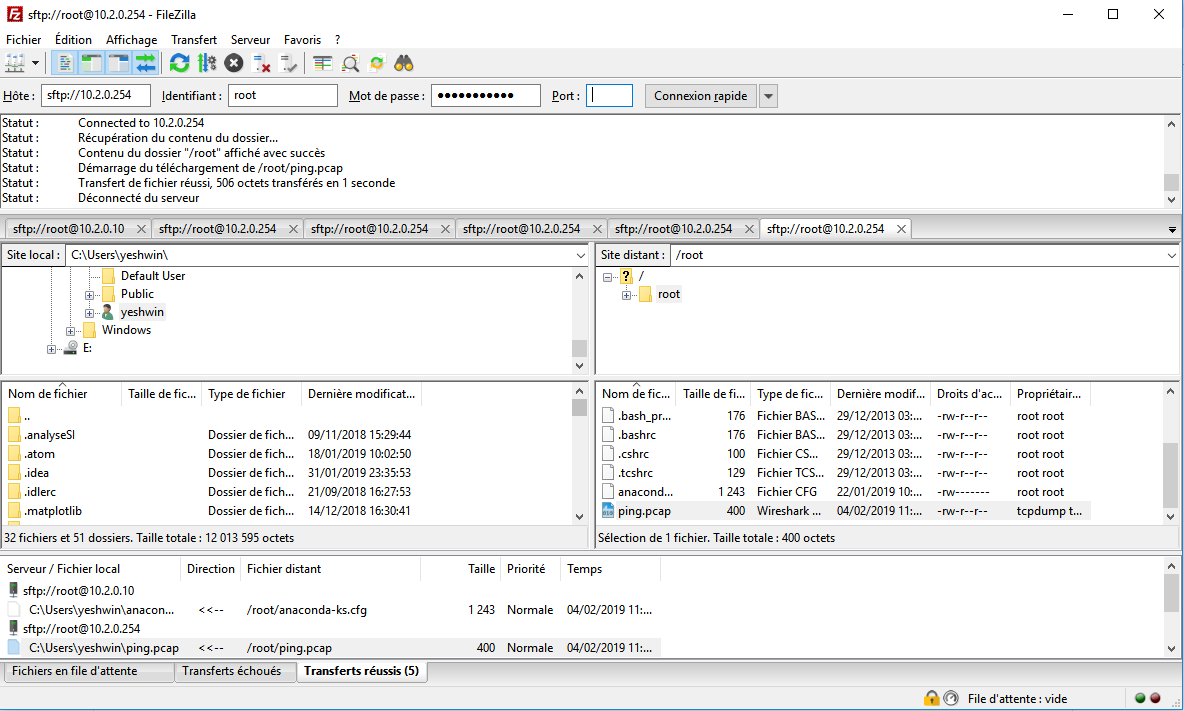 sftp://root@10.2.0.254 - FileZilla
Fichier Édition Affichage Transfert Serveur Favoris ?
Hôte : sftp://10.2.0.254 Identifiant : root Mot de passe : ●●●●●●●●●●● Port : Connexion rapide
Statut : Connected to 10.2.0.254
Statut : Récupération du contenu du dossier...
Statut : Contenu du dossier "/root" affiché avec succès
Statut : Démarrage du téléchargement de /root/ping.pcap
Statut : Transfert de fichier réussi, 506 octets transférés en 1 seconde
Statut : Déconnecté du serveur
sftp://root@10.2.0.10 sftp://root@10.2.0.254 sftp://root@10.2.0.254 sftp://root@10.2.0.254 sftp://root@10.2.0.254 sftp://root@10.2.0.254
Site local : C:\Users\yeshwin\
Default User
Public
yeshwin
Windows
E:
Site distant : /root
/
root
Nom de fichier Taille de fic... Type de fichier Dernière modificat...
..
.analyseSI Dossier de fich... 09/11/2018 15:29:44
.atom Dossier de fich... 18/01/2019 10:02:50
.idea Dossier de fich... 31/01/2019 23:35:53
.idlerc Dossier de fich... 21/09/2018 16:27:53
.matplotlib Dossier de fich... 14/12/2018 16:30:41
32 fichiers et 51 dossiers. Taille totale : 12 013 595 octets
Nom de fic... Taille de fi... Type de fic... Dernière modif... Droits d'ac... Propriétair...
.bash_pr... 176 Fichier BAS... 29/12/2013 03:... -rw-r--r-- root root
.bashrc 176 Fichier BAS... 29/12/2013 03:... -rw-r--r-- root root
.cshrc 100 Fichier CS... 29/12/2013 03:... -rw-r--r-- root root
.tcshrc 129 Fichier TCS... 29/12/2013 03:... -rw-r--r-- root root
anacond... 1 243 Fichier CFG 22/01/2019 10:... -rw------- root root
ping.pcap 400 Wireshark ... 04/02/2019 11:... -rw-r--r-- tcpdump t...
Sélection de 1 fichier. Taille totale : 400 octets
Serveur / Fichier local Direction Fichier distant Taille Priorité Temps
sftp://root@10.2.0.10
C:\Users\yeshwin\anacon... <<-- /root/anaconda-ks.cfg 1 243 Normale 04/02/2019 11:...
sftp://root@10.2.0.254
C:\Users\yeshwin\ping.pcap <<-- /root/ping.pcap 400 Normale 04/02/2019 11:...
Fichiers en file d'attente Transferts échoués Transferts réussis (5)
File d'attente : vide